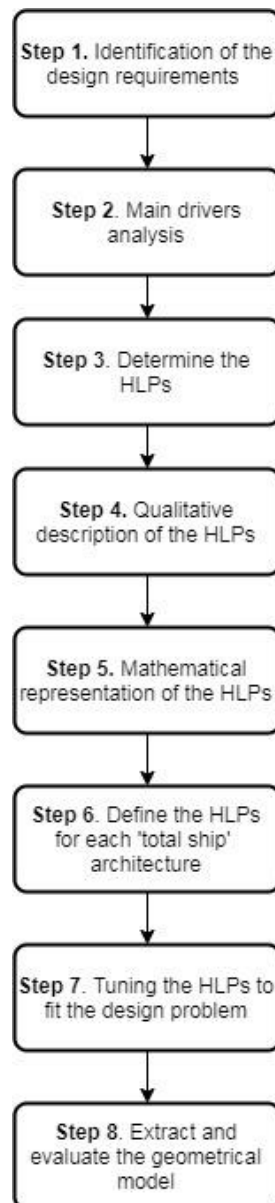 Step 1. Identification of the
design requirements
Step 2. Main drivers
analysis
Step 3. Determine the
HLPs
Step 4. Qualitative
description of the HLPs
Step 5. Mathematical
representation of the HLPs
Step 6. Define the HLPs
for each 'total ship'
architecture
Step 7. Tuning the HLPs to
fit the design problem
Step 8. Extract and
evaluate the geometrical
model